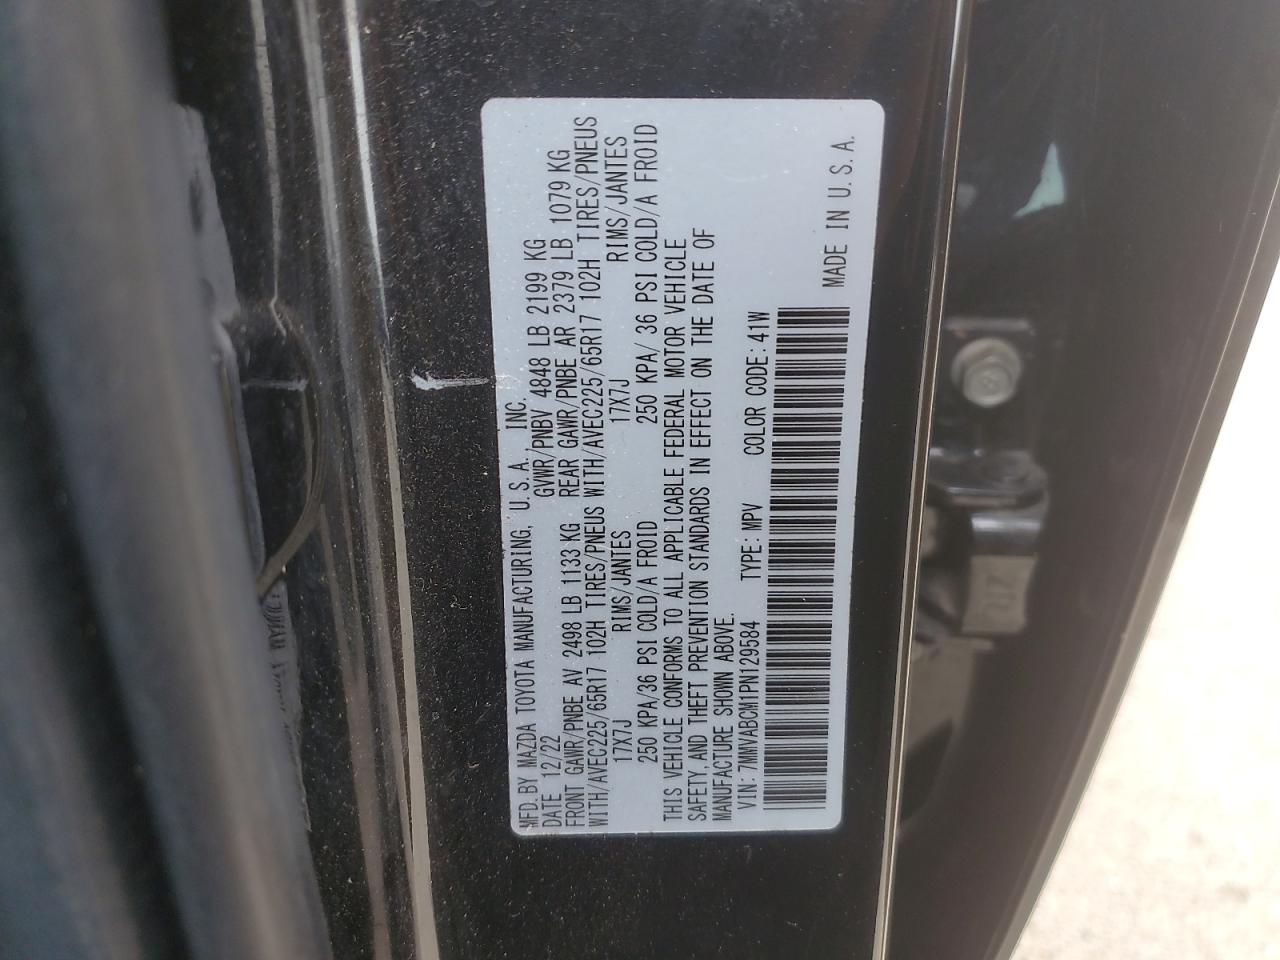 MFD. BY MAZDA TOYOTA MANUFACTURING, U.S.A., INC.
DATE 12/22 GVWR/PNBV 4848 LB 2199 KG
FRONT GAWR/PNBE AV 2498 LB 1133 KG REAR GAWR/PNBE AR 2379 LB 1079 KG
WITH/AVEC225/65R17 102H TIRES/PNEUS WITH/AVEC225/65R17 102H TIRES/PNEUS
17X7J RIMS/JANTES 17X7J RIMS/JANTES
250 KPA/36 PSI COLD/A FROID 250 KPA/ 36 PSI COLD/A FROID
THIS VEHICLE CONFORMS TO ALL APPLICABLE FEDERAL MOTOR VEHICLE
SAFETY, AND THEFT PREVENTION STANDARDS IN EFFECT ON THE DATE OF
MANUFACTURE SHOWN ABOVE.
VIN: 7MMVABCM1PN129584 TYPE: MPV COLOR CODE: 41W
MADE IN U.S.A.